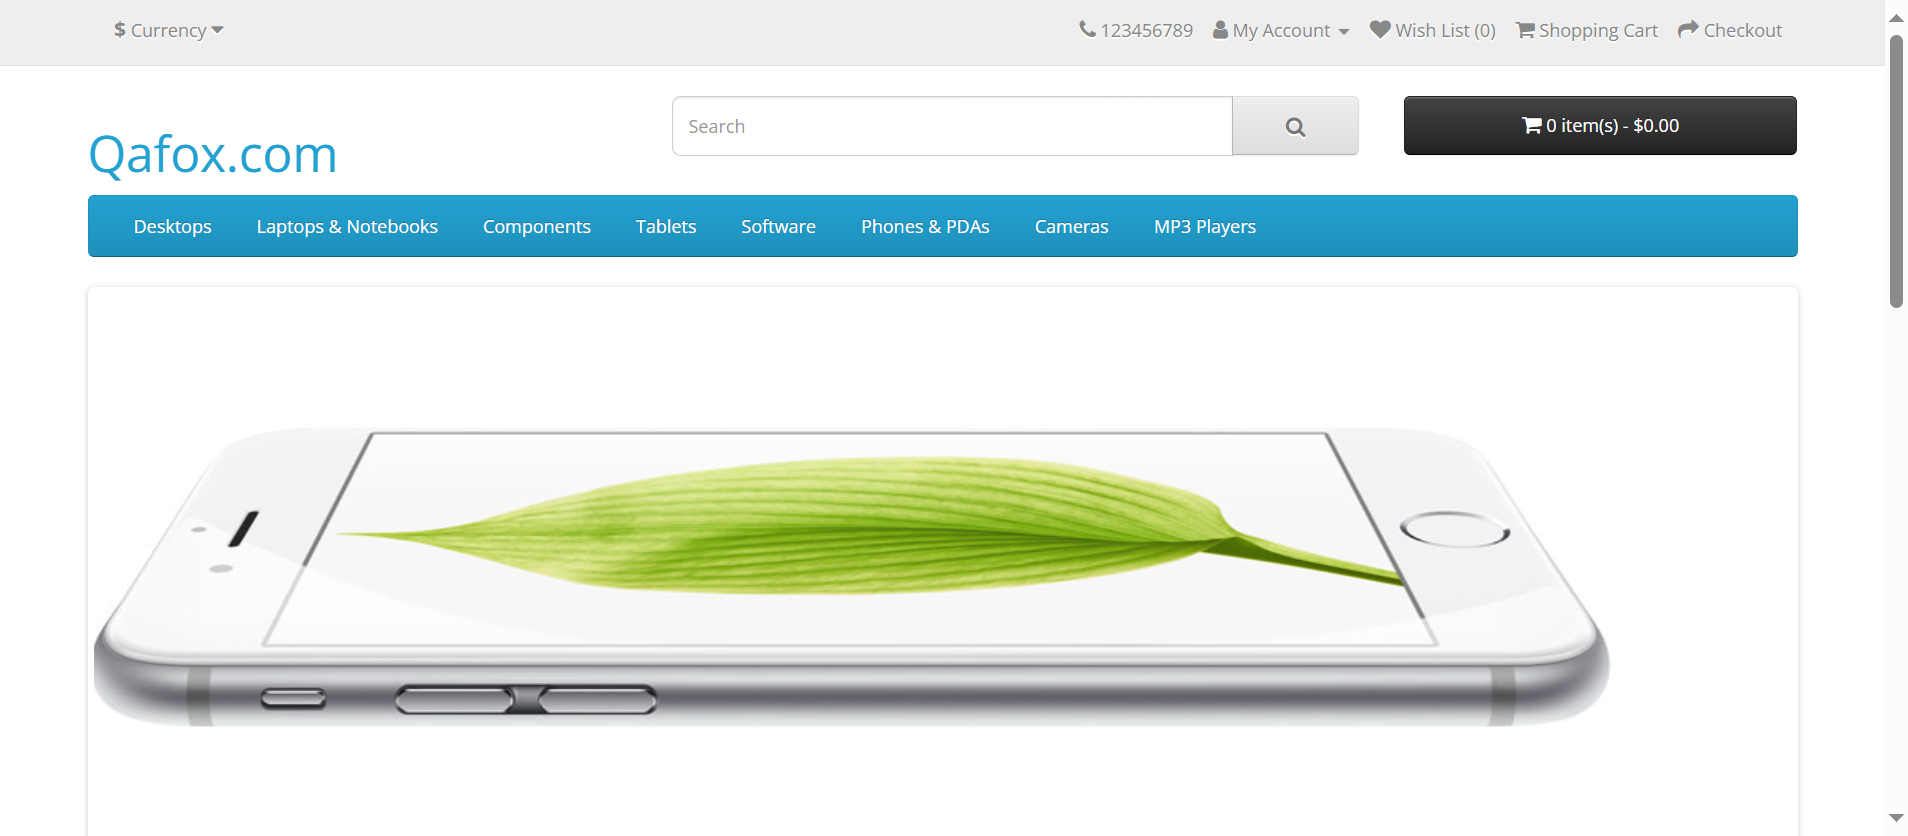 $ Currency 123456789 My Account Wish List (0) Shopping Cart Checkout
Qafox.com
Search
0 item(s) - $0.00
Desktops Laptops & Notebooks Components Tablets Software Phones & PDAs Cameras MP3 Players